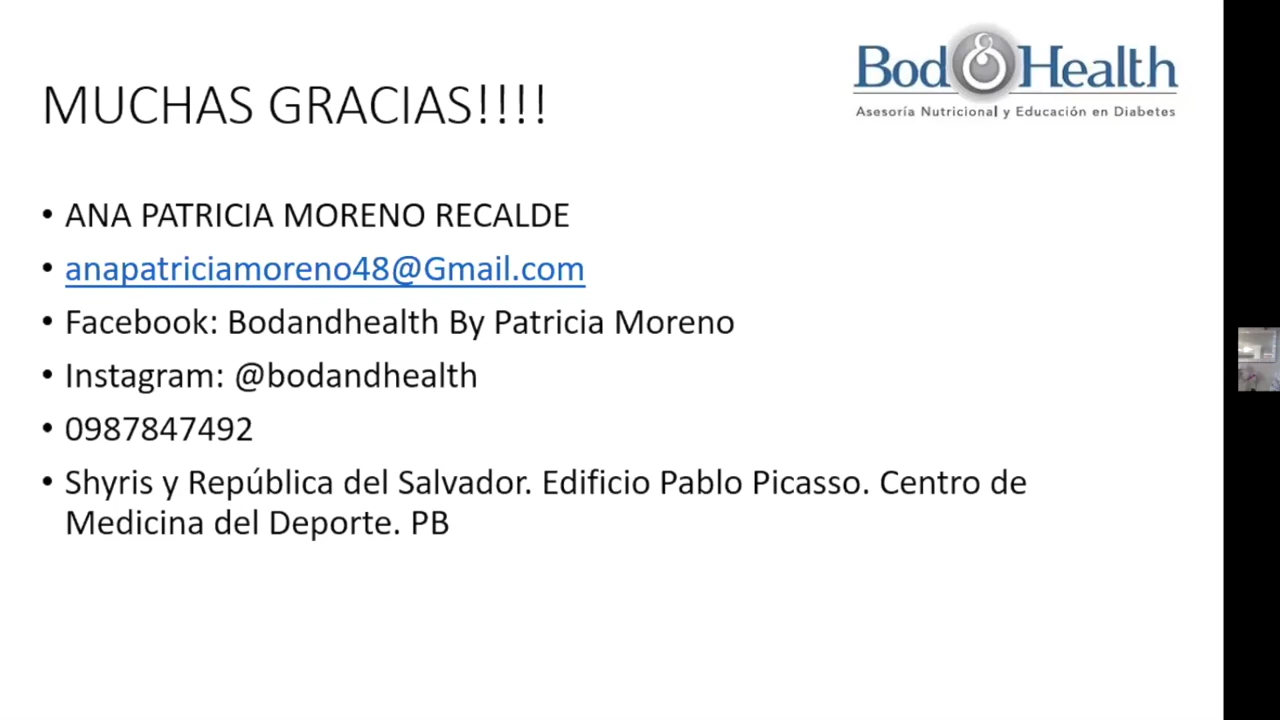 Bod&Health
Asesoría Nutricional y Educación en Diabetes
MUCHAS GRACIAS!!!!
• ANA PATRICIA MORENO RECALDE
• anapatriciamoreno48@Gmail.com
• Facebook: Bodandhealth By Patricia Moreno
• Instagram: @bodandhealth
• 0987847492
• Shyris y República del Salvador. Edificio Pablo Picasso. Centro de
Medicina del Deporte. PB